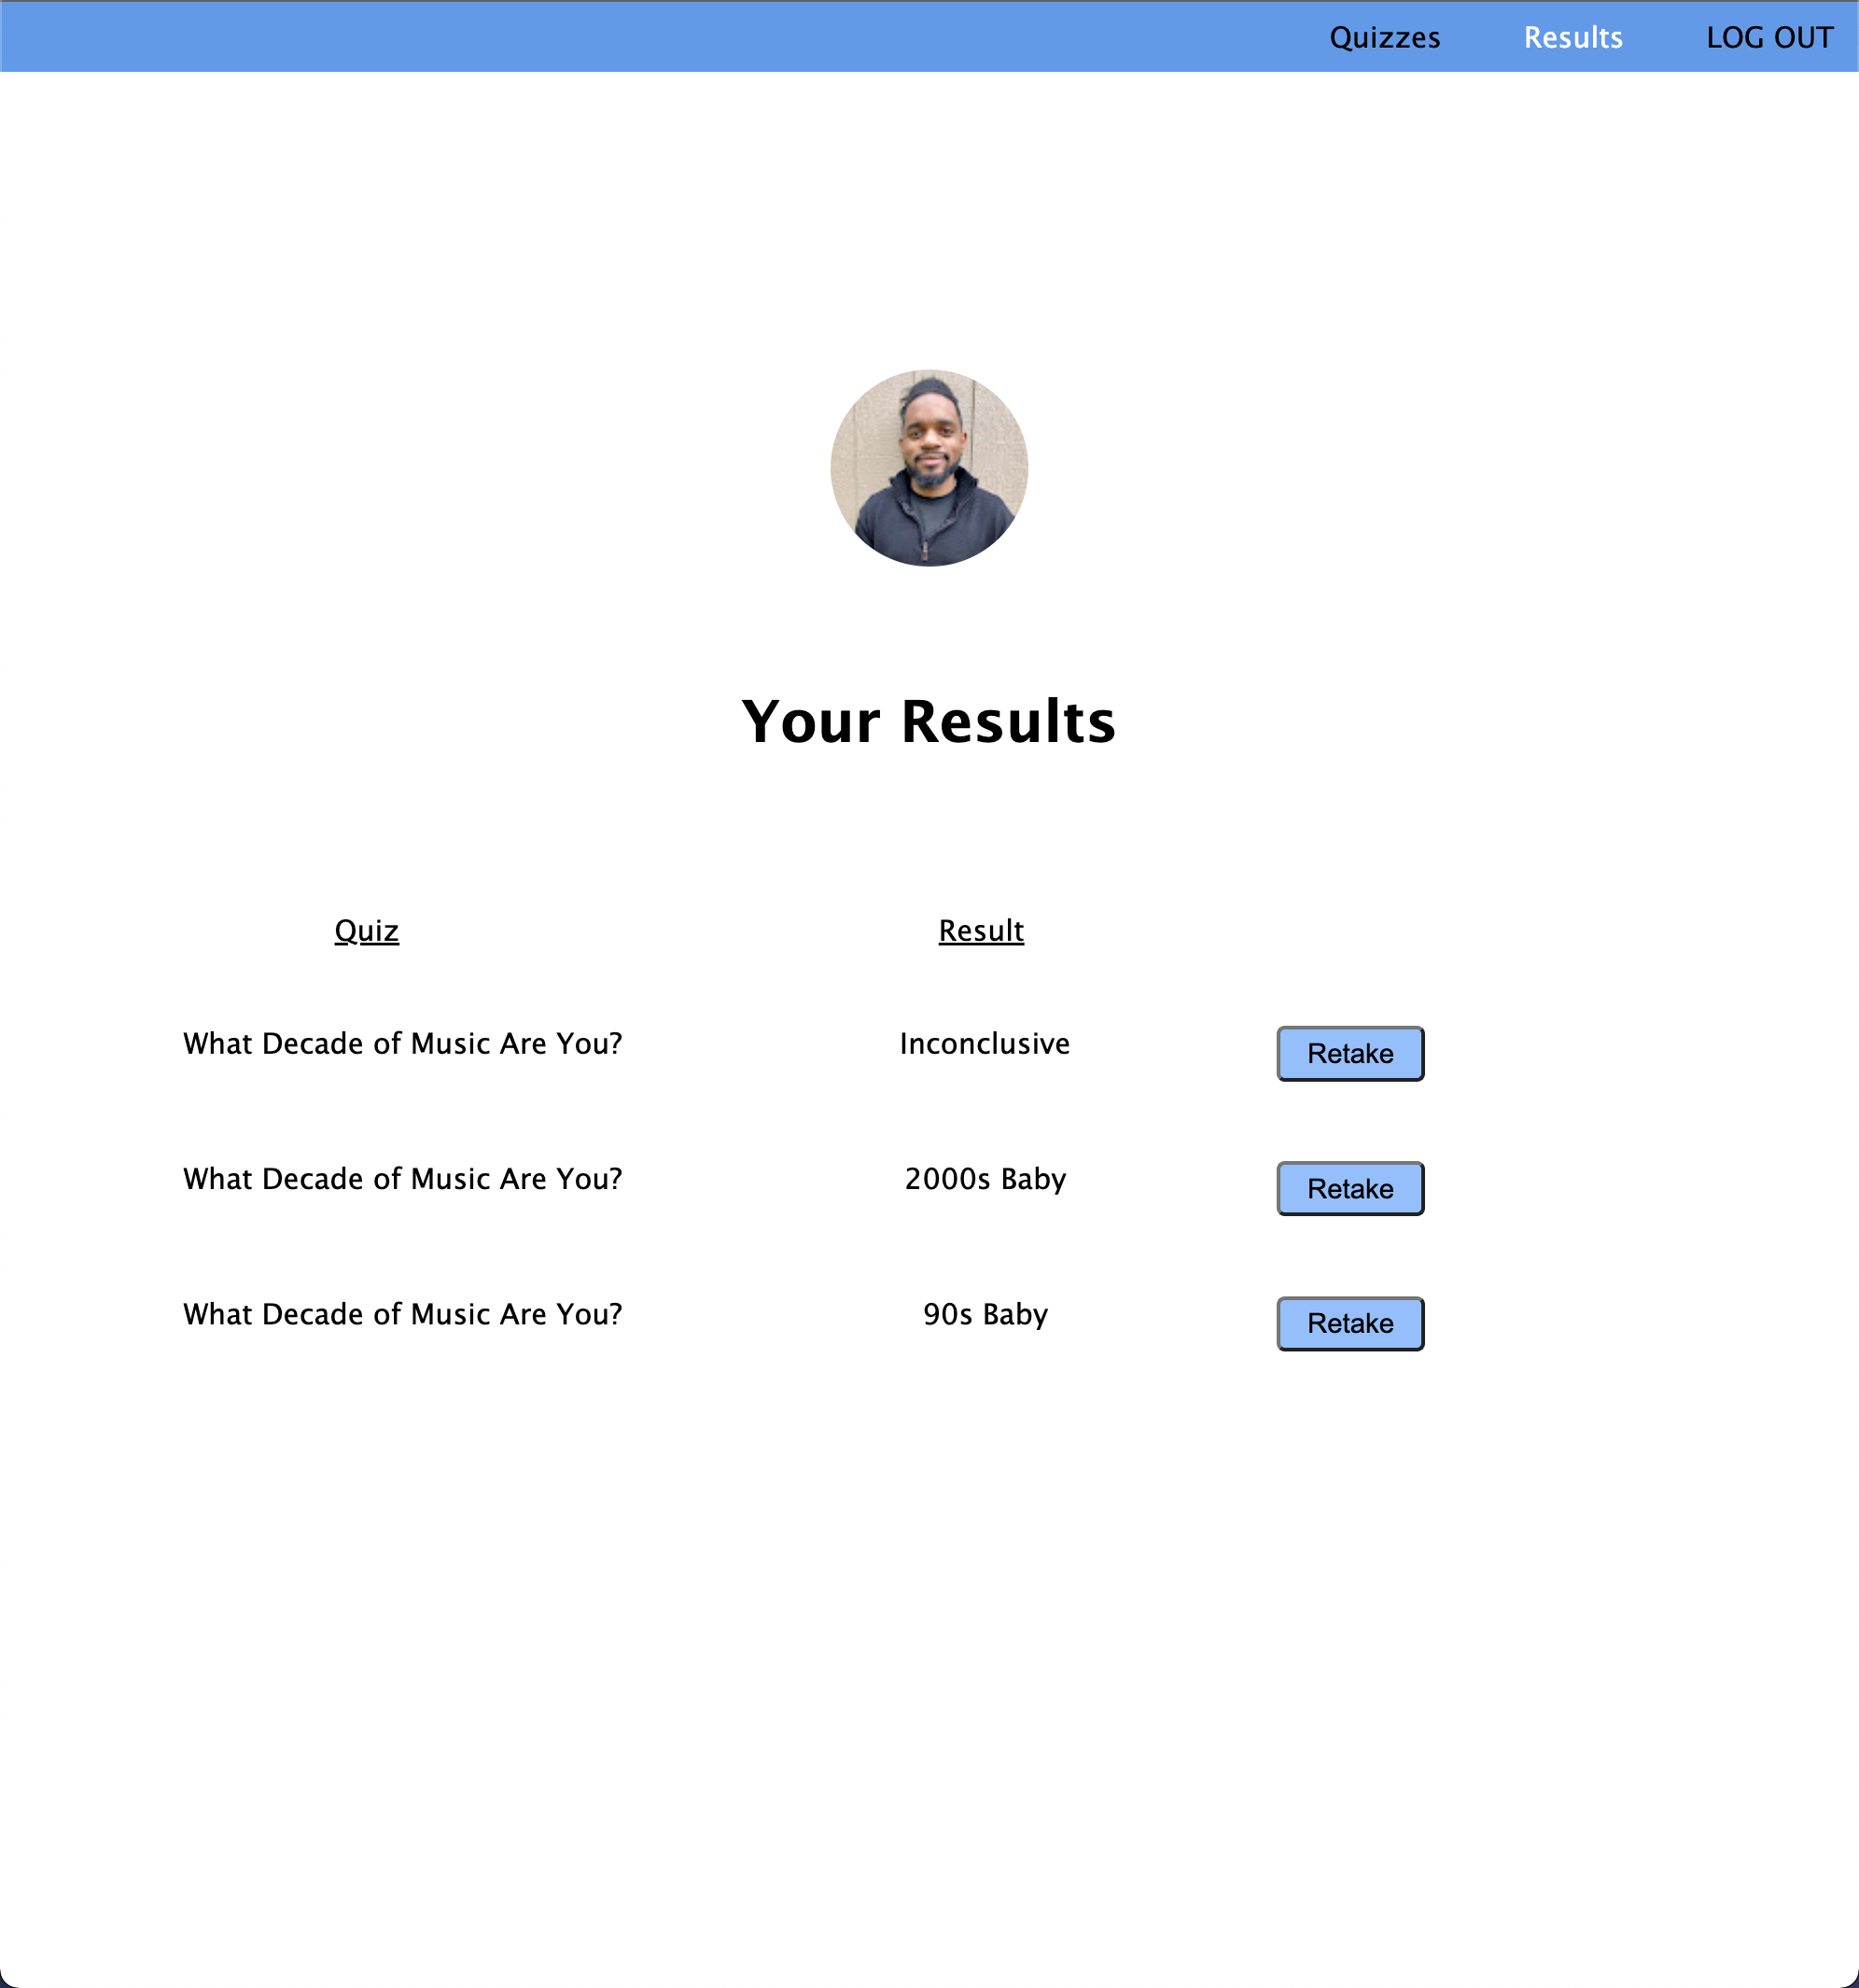 Quizzes Results LOG OUT
Your Results
Quiz Result
What Decade of Music Are You? Inconclusive Retake
What Decade of Music Are You? 2000s Baby Retake
What Decade of Music Are You? 90s Baby Retake